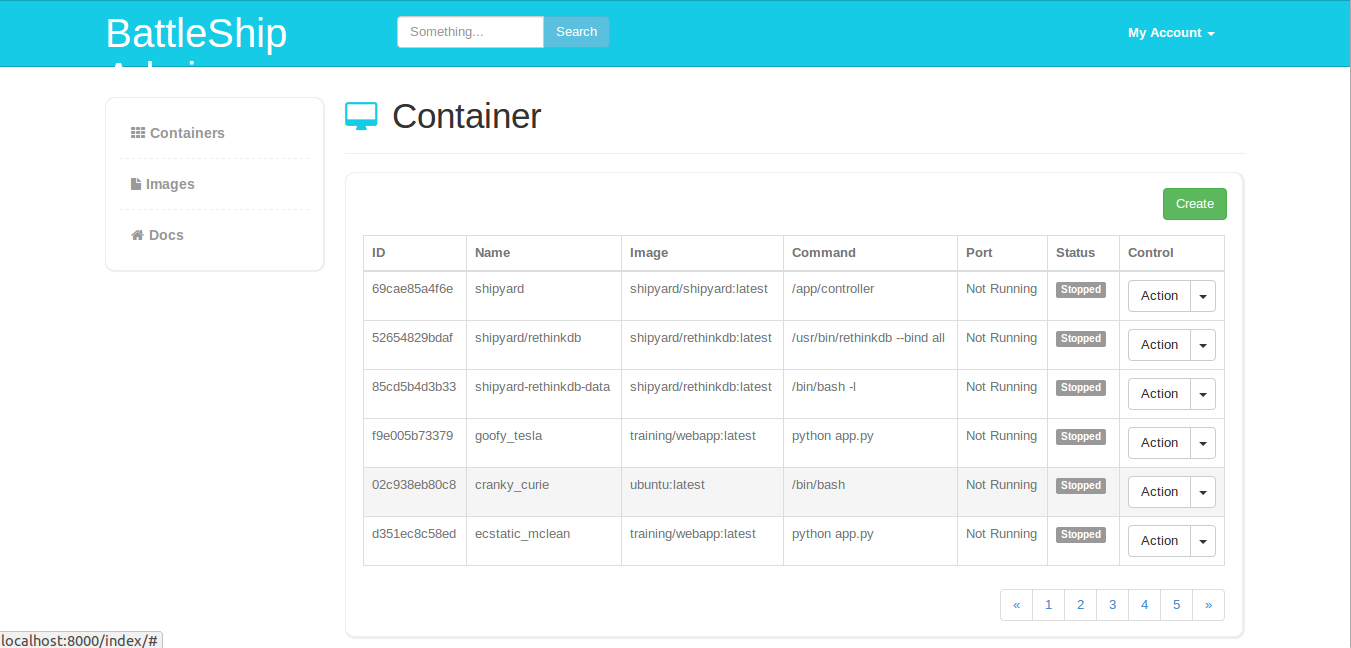 BattleShip
Something... Search
My Account
Containers
Images
Docs
Container
Create
ID Name Image Command Port Status Control
69cae85a4f6e shipyard shipyard/shipyard:latest /app/controller Not Running Stopped Action
52654829bdaf shipyard/rethinkdb shipyard/rethinkdb:latest /usr/bin/rethinkdb --bind all Not Running Stopped Action
85cd5b4d3b33 shipyard-rethinkdb-data shipyard/rethinkdb:latest /bin/bash -l Not Running Stopped Action
f9e005b73379 goofy_tesla training/webapp:latest python app.py Not Running Stopped Action
02c938eb80c8 cranky_curie ubuntu:latest /bin/bash Not Running Stopped Action
d351ec8c58ed ecstatic_mclean training/webapp:latest python app.py Not Running Stopped Action
« 1 2 3 4 5 »
localhost:8000/index/#